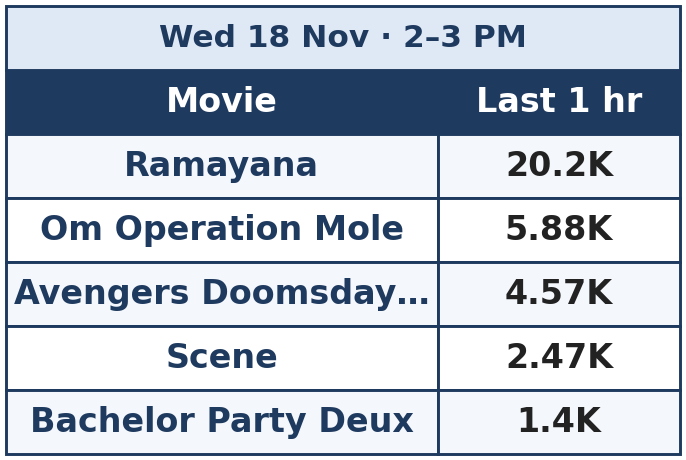 Wed 18 Nov · 2–3 PM
Movie Last 1 hr
Ramayana 20.2K
Om Operation Mole 5.88K
Avengers Doomsday… 4.57K
Scene 2.47K
Bachelor Party Deux 1.4K